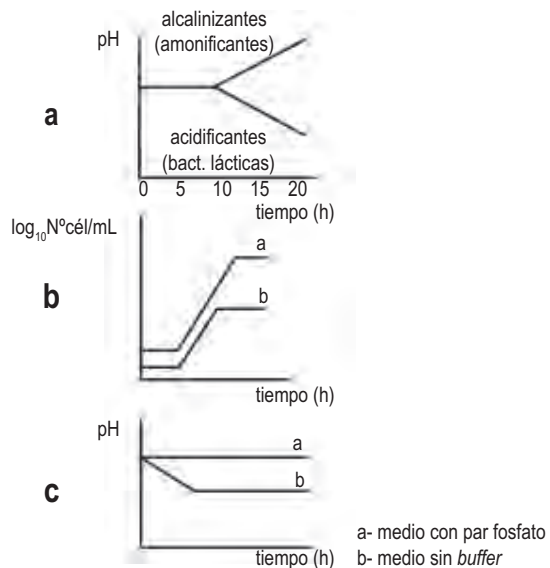 alcalinizantes
pH (amonificantes)
a
acidificantes
(bact. lácticas)
0 5 10 15 20
tiempo (h)
log₁₀NºcéI/mL
a
b
b
tiempo (h)
pH
a
b
c
a- medio con par fosfato
tiempo (h) b- medio sin buffer